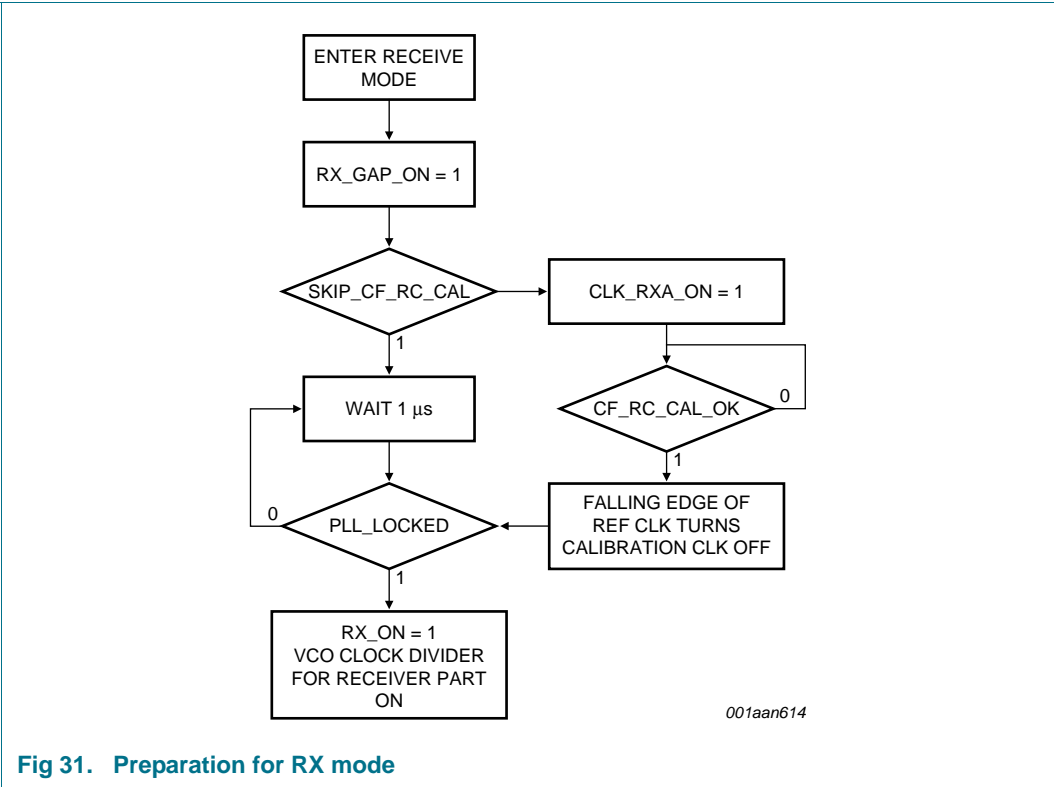 ENTER RECEIVE
MODE
RX_GAP_ON = 1
SKIP_CF_RC_CAL
CLK_RXA_ON = 1
1
WAIT 1 μs
CF_RC_CAL_OK
0
1
0
PLL_LOCKED
FALLING EDGE OF
REF CLK TURNS
CALIBRATION CLK OFF
1
RX_ON = 1
VCO CLOCK DIVIDER
FOR RECEIVER PART
ON
001aan614
Fig 31. Preparation for RX mode